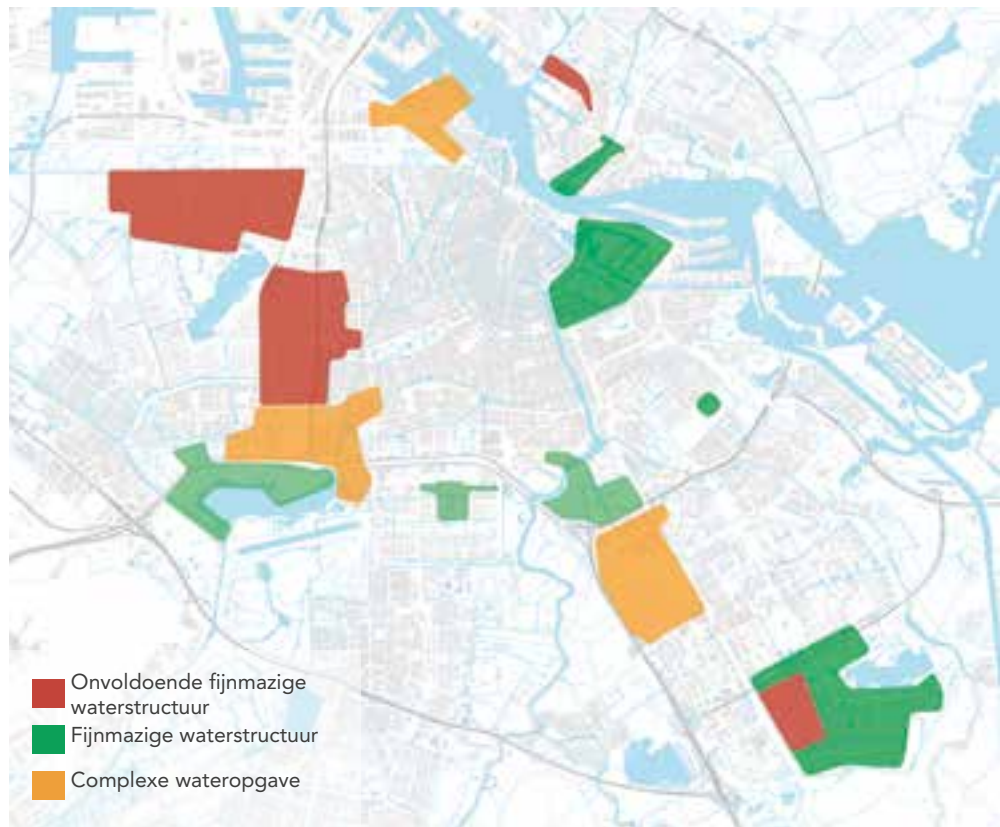 Onvoldoende fijnmazige
waterstructuur
Fijnmazige waterstructuur
Complexe wateropgave